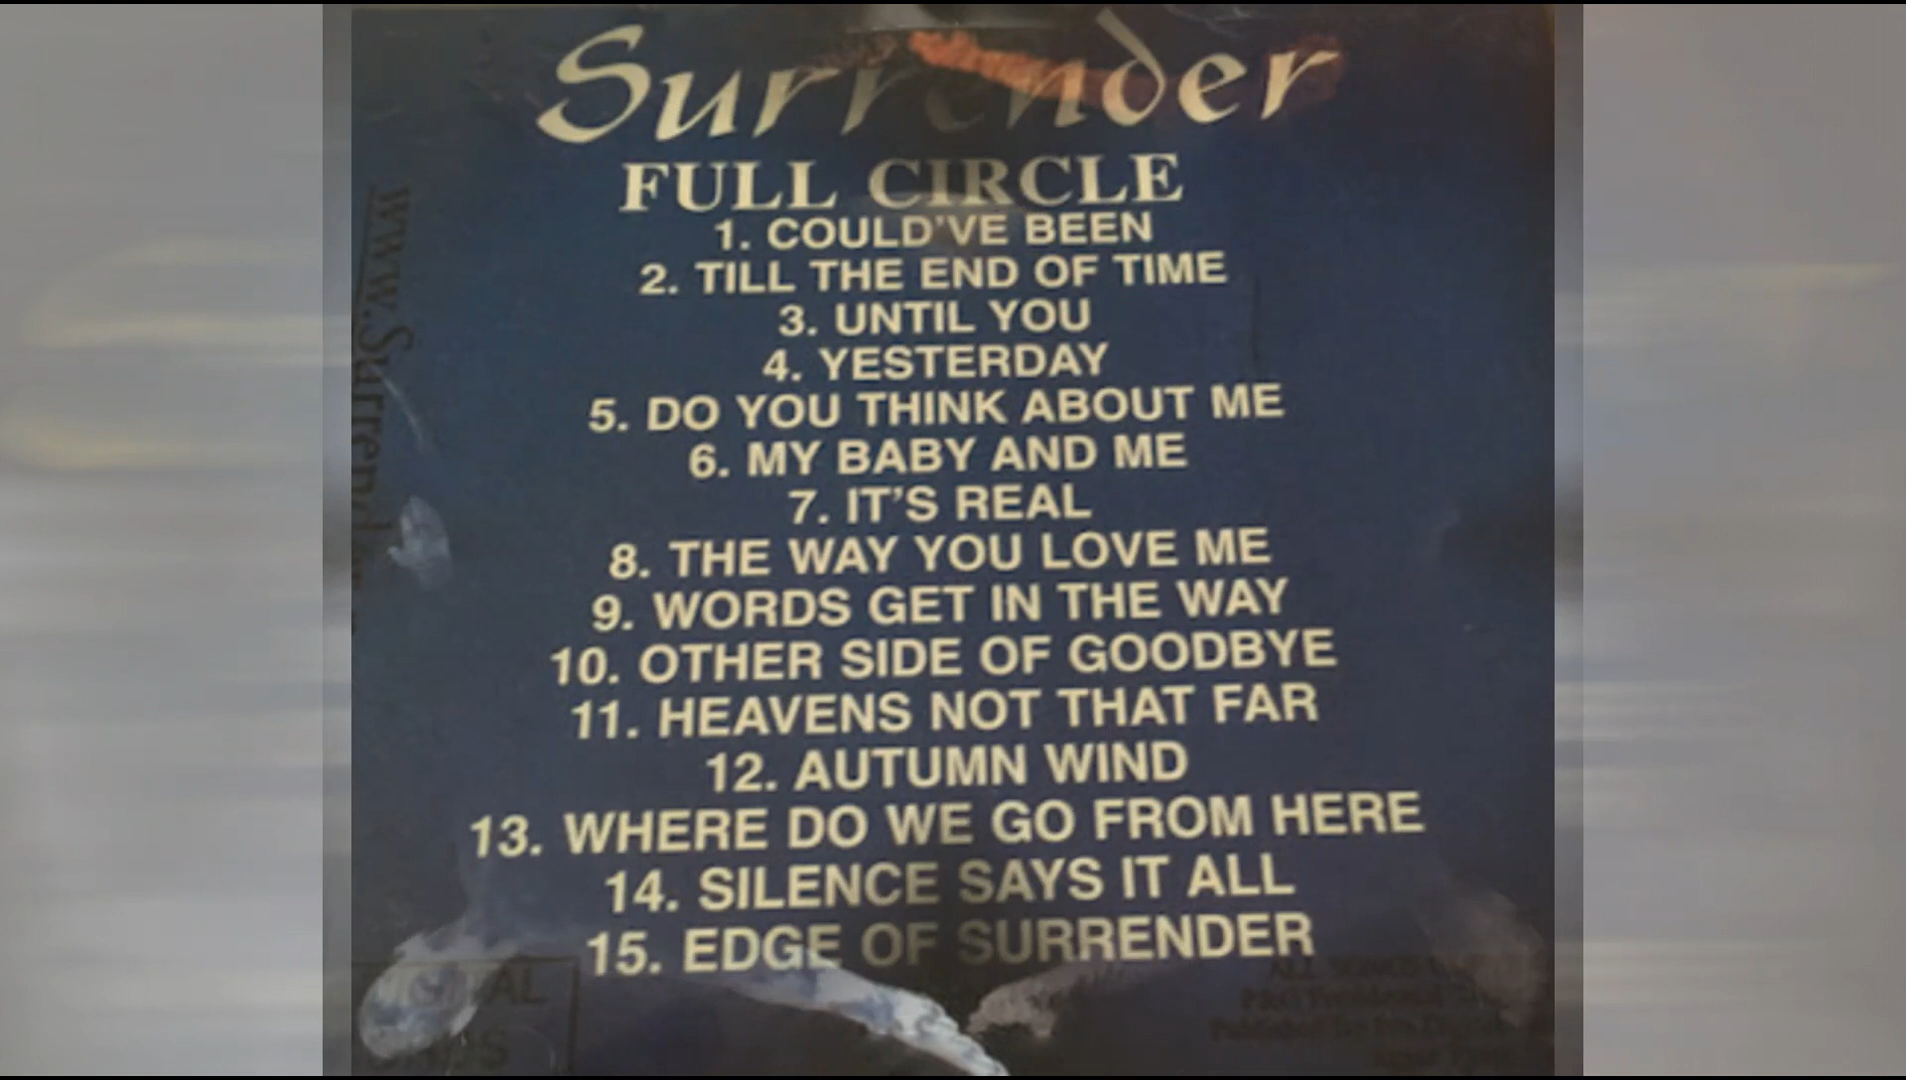 Surrender
FULL CIRCLE
1. COULD'VE BEEN
2. TILL THE END OF TIME
3. UNTIL YOU
4. YESTERDAY
5. DO YOU THINK ABOUT ME
6. MY BABY AND ME
7. IT'S REAL
8. THE WAY YOU LOVE ME
9. WORDS GET IN THE WAY
10. OTHER SIDE OF GOODBYE
11. HEAVENS NOT THAT FAR
12. AUTUMN WIND
13. WHERE DO WE GO FROM HERE
14. SILENCE SAYS IT ALL
15. EDGE OF SURRENDER
ALL SONGS